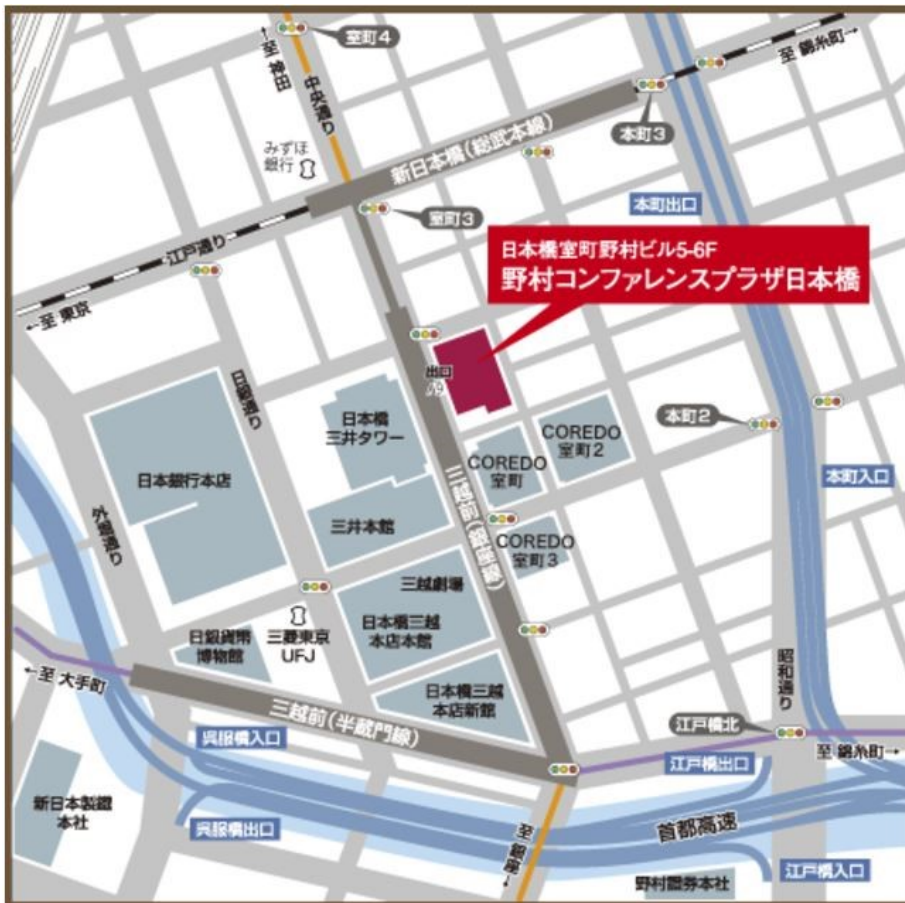 室町4
←至 神田
中央通り
至 錦糸町→
本町3
みずほ
銀行
新日本橋(総武本線)
本町出口
室町3
江戸通り
日本橋室町野村ビル5-6F
野村コンファレンスプラザ日本橋
←至 東京
出口
A9
日銀通り
日本橋
三井タワー
本町2
COREDO
室町2
COREDO
室町
日本銀行本店
本町入口
外堀通り
三井本館
三越前(銀座線)
COREDO
室町3
三越劇場
日本橋三越
本店本館
日銀貨幣
博物館
三菱東京
UFJ
←至 大手町
昭和通り
日本橋三越
本店新館
三越前(半蔵門線)
江戸橋北
呉服橋入口
至 錦糸町→
江戸橋出口
新日本製鐵
本社
呉服橋出口
首都高速
至 銀座→
江戸橋入口
野村證券本社